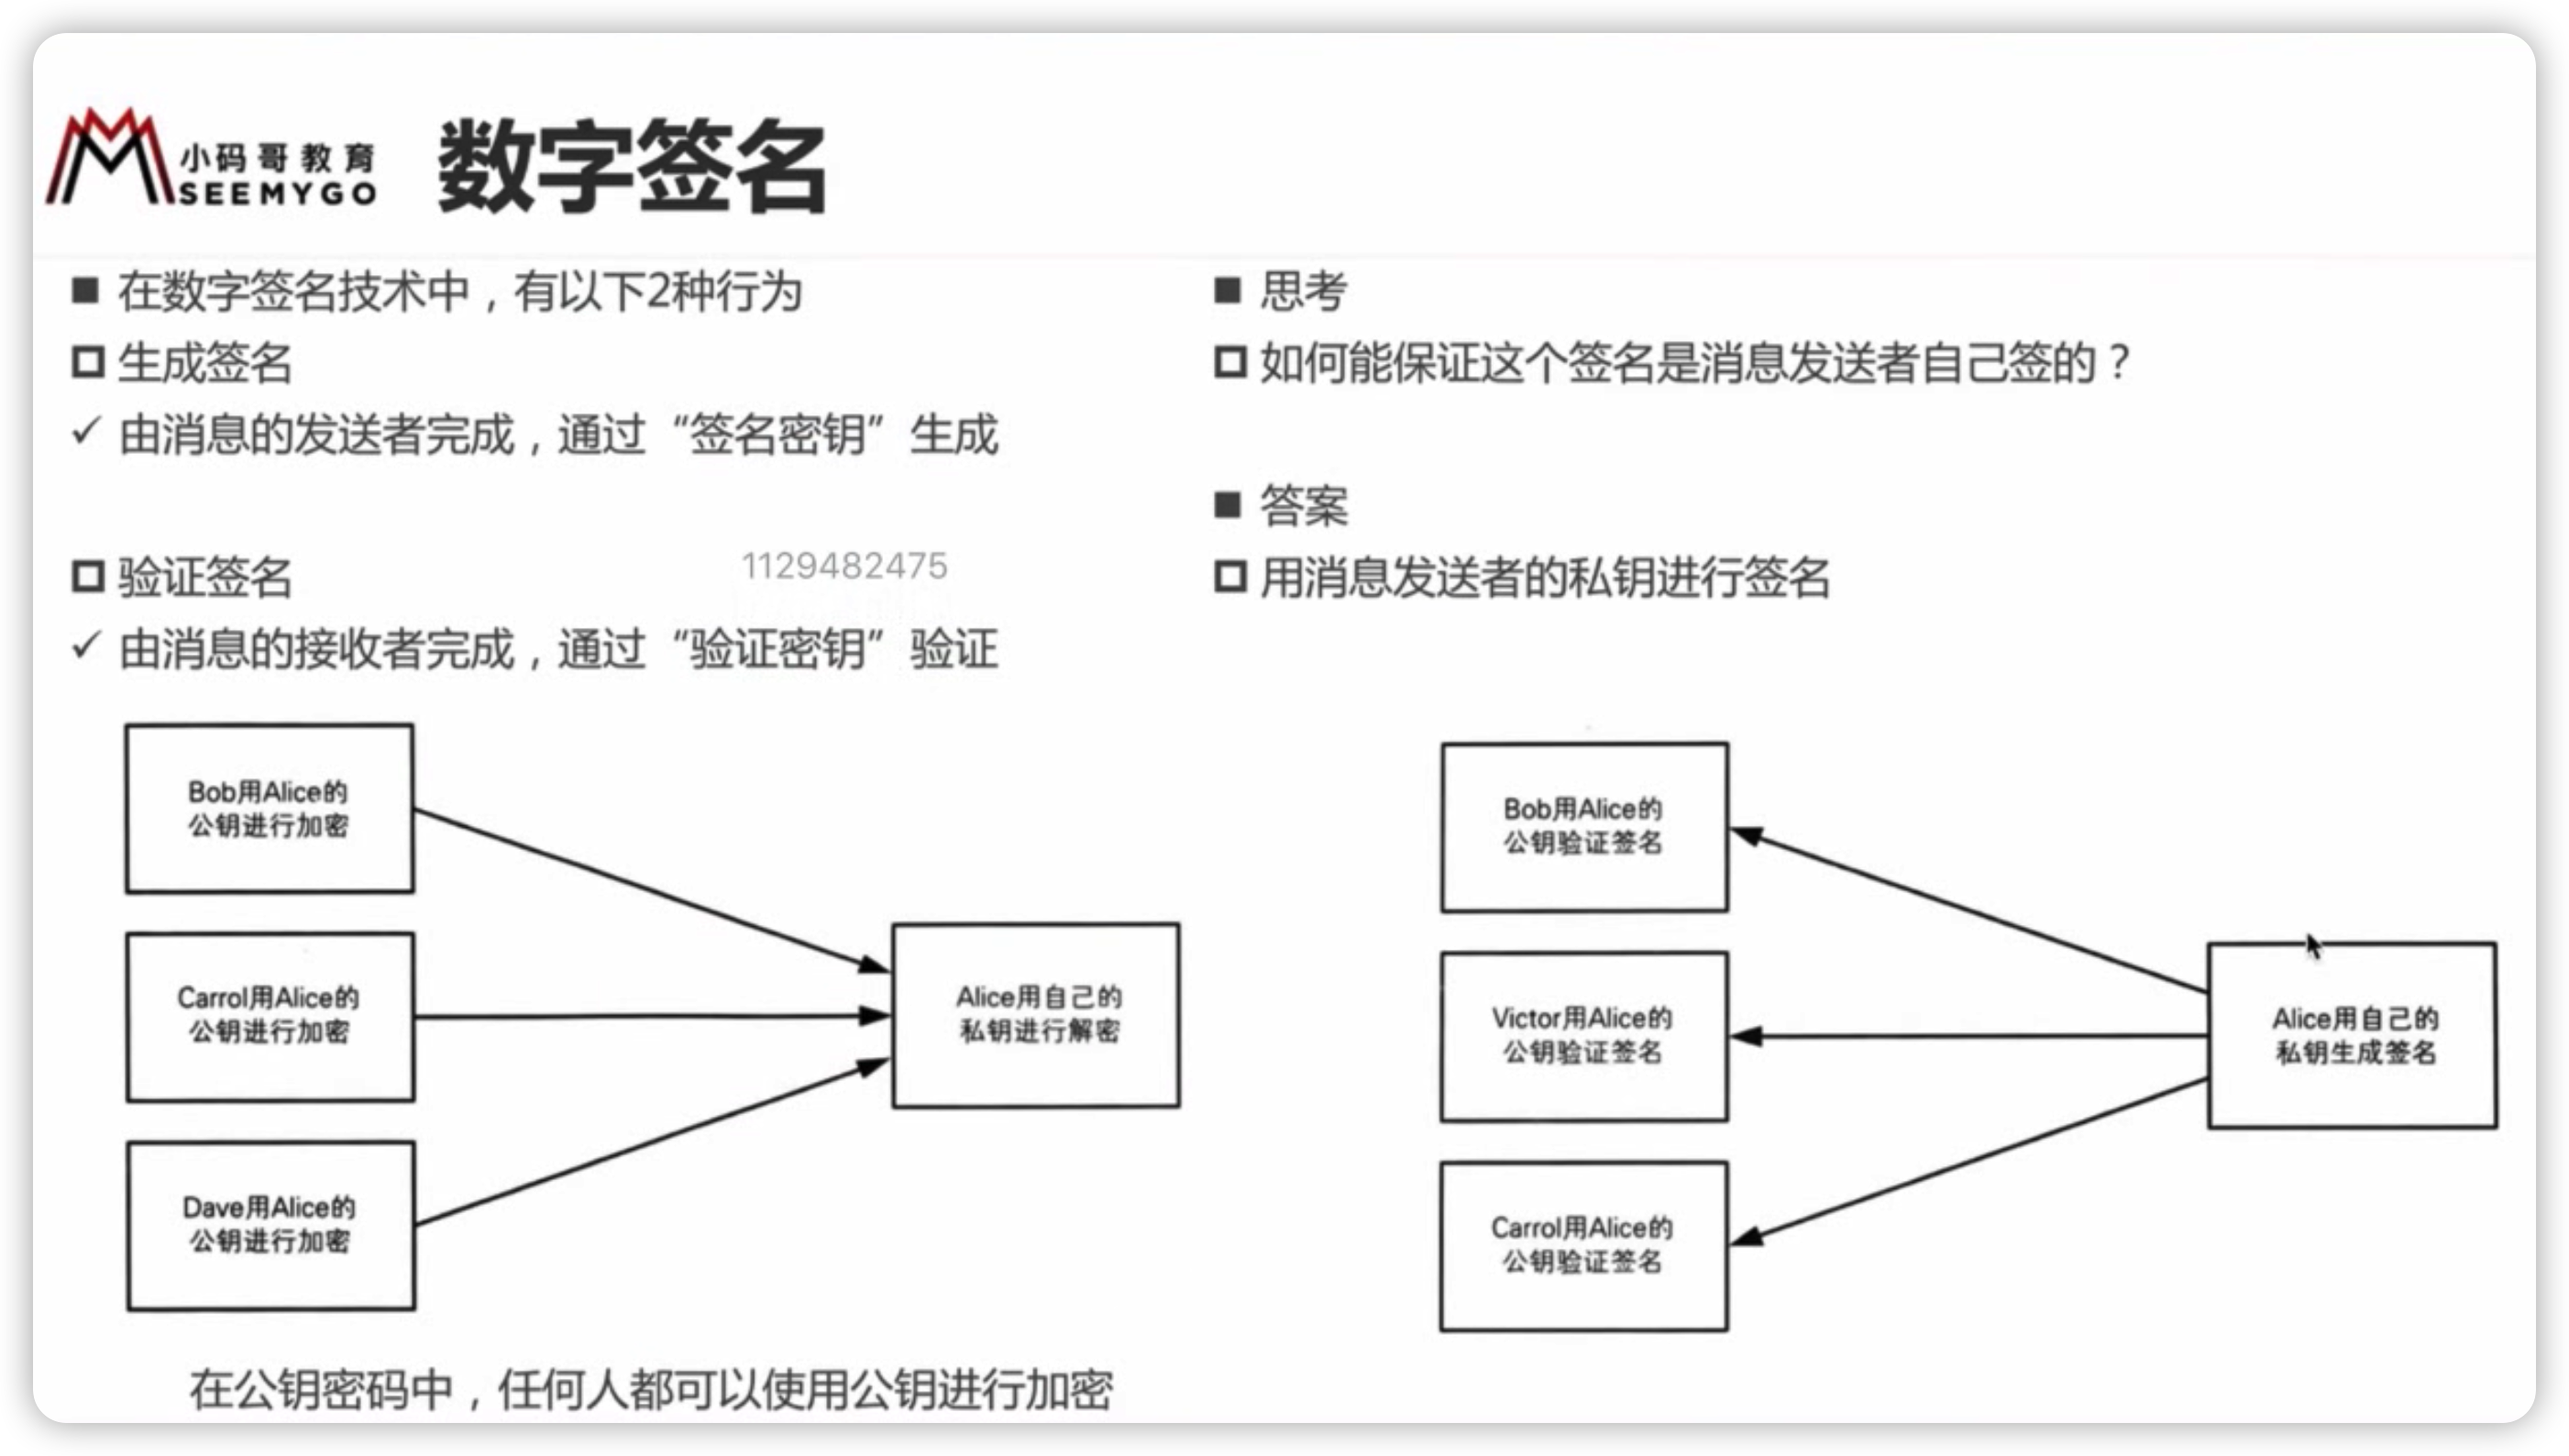 小码哥教育
SEEMYGO
数字签名
■ 在数字签名技术中，有以下2种行为
生成签名
✓ 由消息的发送者完成，通过“签名密钥”生成
验证签名
1129482475
✓ 由消息的接收者完成，通过“验证密钥”验证
■ 思考
如何能保证这个签名是消息发送者自己签的？
■ 答案
用消息发送者的私钥进行签名
Bob用Alice的
公钥进行加密
Carrol用Alice的
公钥进行加密
Dave用Alice的
公钥进行加密
Alice用自己的
私钥进行解密
在公钥密码中，任何人都可以使用公钥进行加密
Bob用Alice的
公钥验证签名
Victor用Alice的
公钥验证签名
Carrol用Alice的
公钥验证签名
Alice用自己的
私钥生成签名